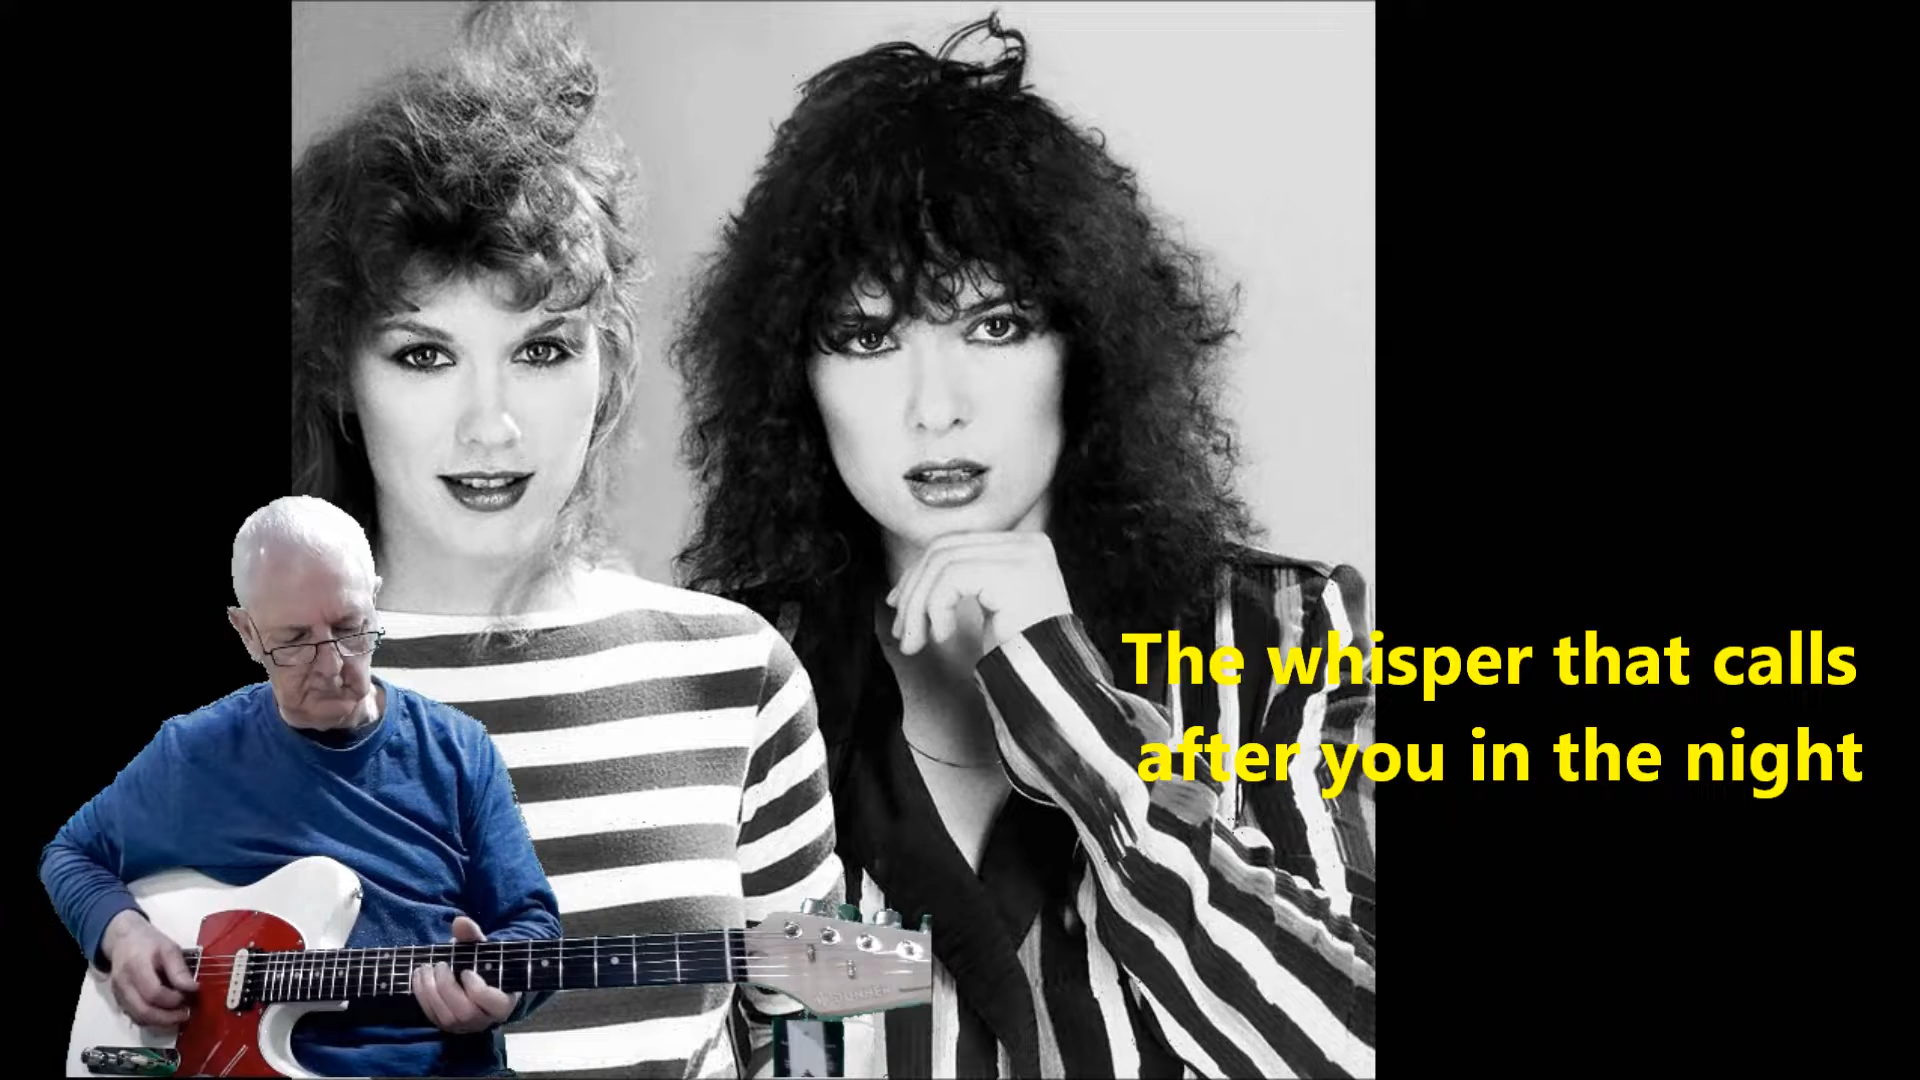 The whisper that calls
after you in the night